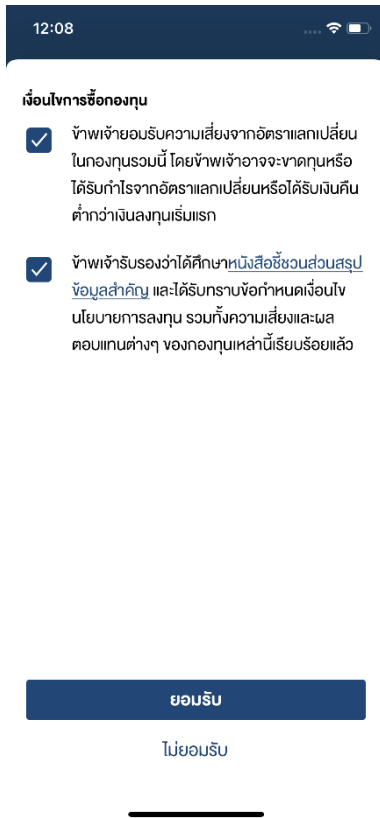 12:08
เงื่อนไขการซื้อกองทุน
ข้าพเจ้ายอมรับความเสี่ยงจากอัตราแลกเปลี่ยน
ในกองทุนรวมนี้ โดยข้าพเจ้าอาจจะขาดทุนหรือ
ได้รับกำไรจากอัตราแลกเปลี่ยนหรือได้รับเงินคืน
ต่ำกว่าเงินลงทุนเริ่มแรก
ข้าพเจ้ารับรองว่าได้ศึกษาหนังสือชี้ชวนส่วนสรุป
ข้อมูลสำคัญ และได้รับทราบข้อกำหนดเงื่อนไข
นโยบายการลงทุน รวมทั้งความเสี่ยงและผล
ตอบแทนต่างๆ ของกองทุนเหล่านี้เรียบร้อยแล้ว
ยอมรับ
ไม่ยอมรับ